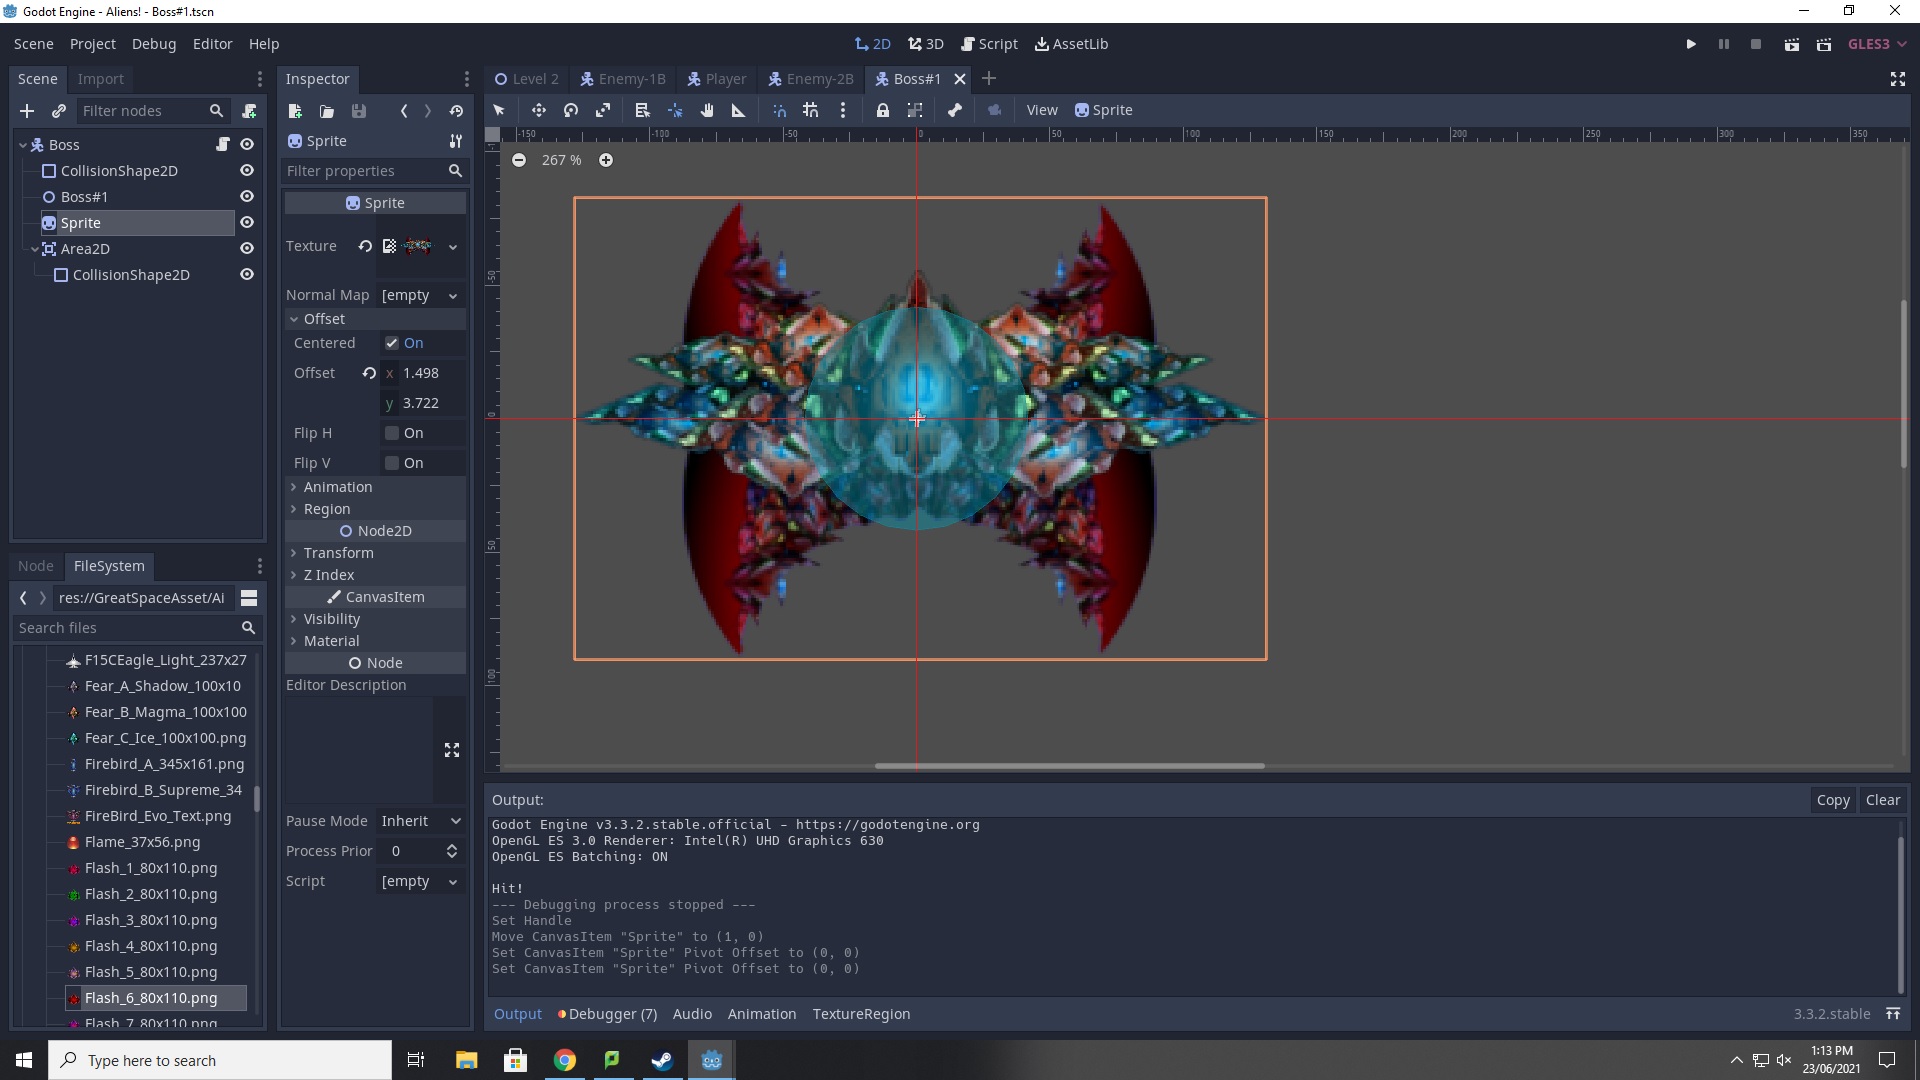 Godot Engine - Aliens! - Boss#1.tscn
Scene Project Debug Editor Help
2D 3D Script AssetLib
GLES3
Scene Import
Filter nodes
Boss
CollisionShape2D
Boss#1
Sprite
Area2D
CollisionShape2D
Node FileSystem
res://GreatSpaceAsset/Ai
Search files
F15CEagle_Light_237x27
Fear_A_Shadow_100x10
Fear_B_Magma_100x100
Fear_C_Ice_100x100.png
Firebird_A_345x161.png
Firebird_B_Supreme_34
FireBird_Evo_Text.png
Flame_37x56.png
Flash_1_80x110.png
Flash_2_80x110.png
Flash_3_80x110.png
Flash_4_80x110.png
Flash_5_80x110.png
Flash_6_80x110.png
Flash_7_80x110.png
Inspector
Sprite
Filter properties
Sprite
Texture
Normal Map [empty
Offset
Centered On
Offset x 1.498
y 3.722
Flip H On
Flip V On
Animation
Region
Node2D
Transform
Z Index
CanvasItem
Visibility
Material
Node
Editor Description
Pause Mode Inherit
Process Prior 0
Script [empty
Level 2 Enemy-1B Player Enemy-2B Boss#1
View Sprite
-150 -100 -50 0 50 100 150 200 250 300 350
267 %
-50
0
50
100
Output:
Copy Clear
Godot Engine v3.3.2.stable.official - https://godotengine.org
OpenGL ES 3.0 Renderer: Intel(R) UHD Graphics 630
OpenGL ES Batching: ON
Hit!
--- Debugging process stopped ---
Set Handle
Move CanvasItem "Sprite" to (1, 0)
Set CanvasItem "Sprite" Pivot Offset to (0, 0)
Set CanvasItem "Sprite" Pivot Offset to (0, 0)
Output Debugger (7) Audio Animation TextureRegion
3.3.2.stable
Type here to search
1:13 PM
23/06/2021